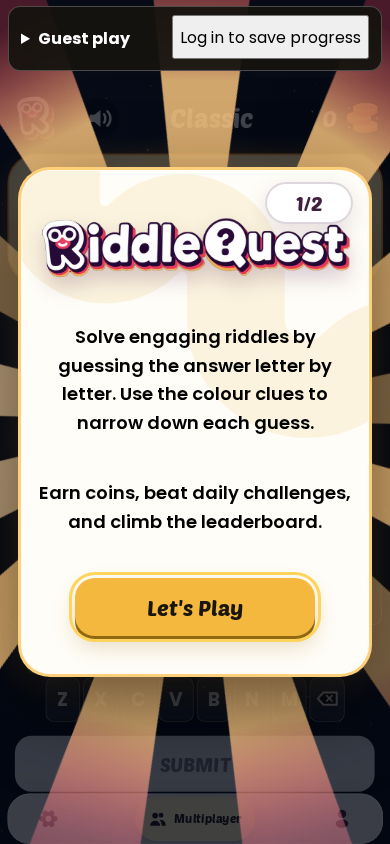 Guest play
Log in to save progress
Classic
0
1/2
RiddleQuest
Solve engaging riddles by
guessing the answer letter by
letter. Use the colour clues to
narrow down each guess.
Earn coins, beat daily challenges,
and climb the leaderboard.
Let's Play
Z X C V B N M
SUBMIT
Multiplayer